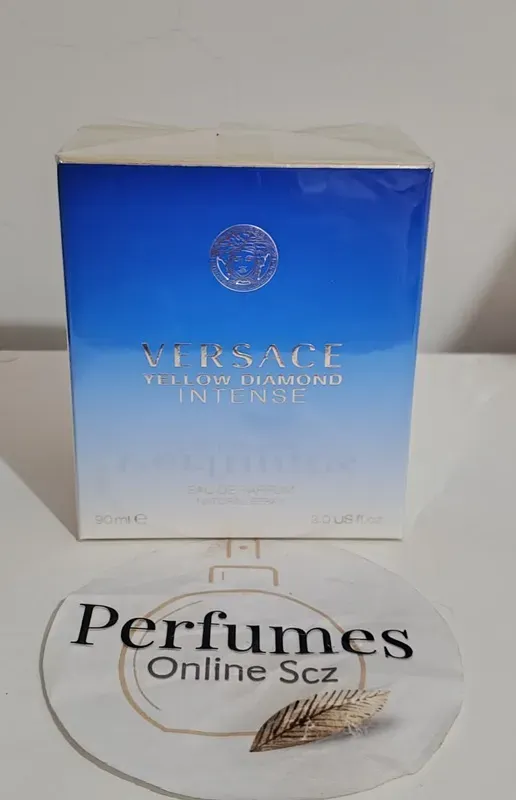 VERSACE
YELLOW DIAMOND
INTENSE
EAU DE PARFUM
NATURAL SPRAY
90 ml e 3.0 US fl.oz
Perfumes
Online Scz